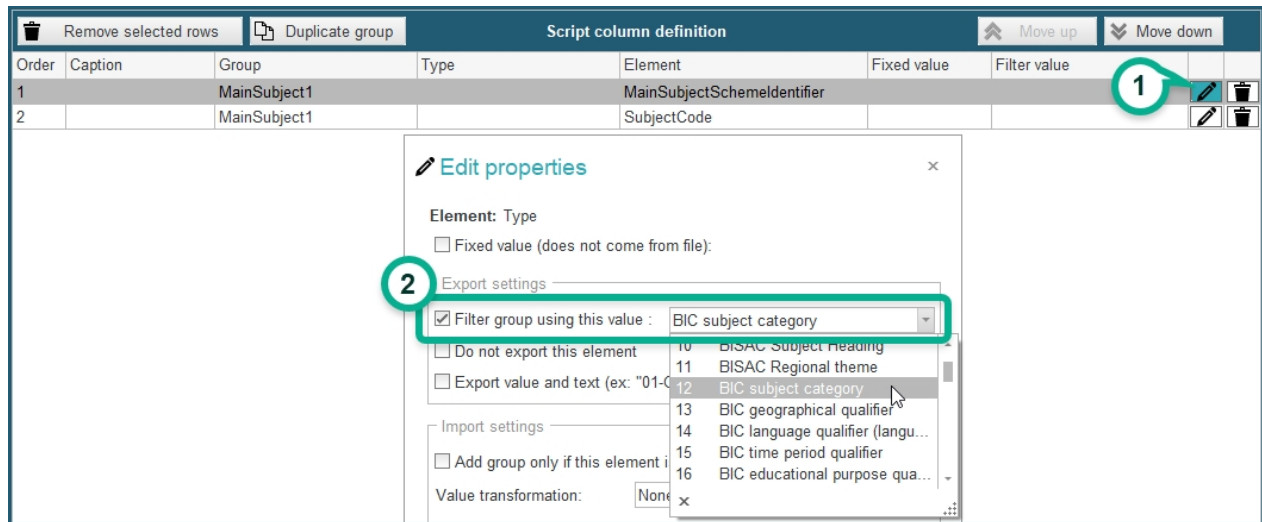 Remove selected rows Duplicate group Script column definition Move up Move down
Order Caption Group Type Element Fixed value Filter value
1 MainSubject1 MainSubjectSchemeIdentifier
1
2 MainSubject1 SubjectCode
Edit properties ×
Element: Type
Fixed value (does not come from file):
2
Export settings
Filter group using this value : BIC subject category
10 BISAC Subject Heading
Do not export this element
11 BISAC Regional theme
Export value and text (ex: "01-
12 BIC subject category
13 BIC geographical qualifier
Import settings
14 BIC language qualifier (langu...
Add group only if this element i
15 BIC time period qualifier
16 BIC educational purpose qua...
Value transformation: None
×